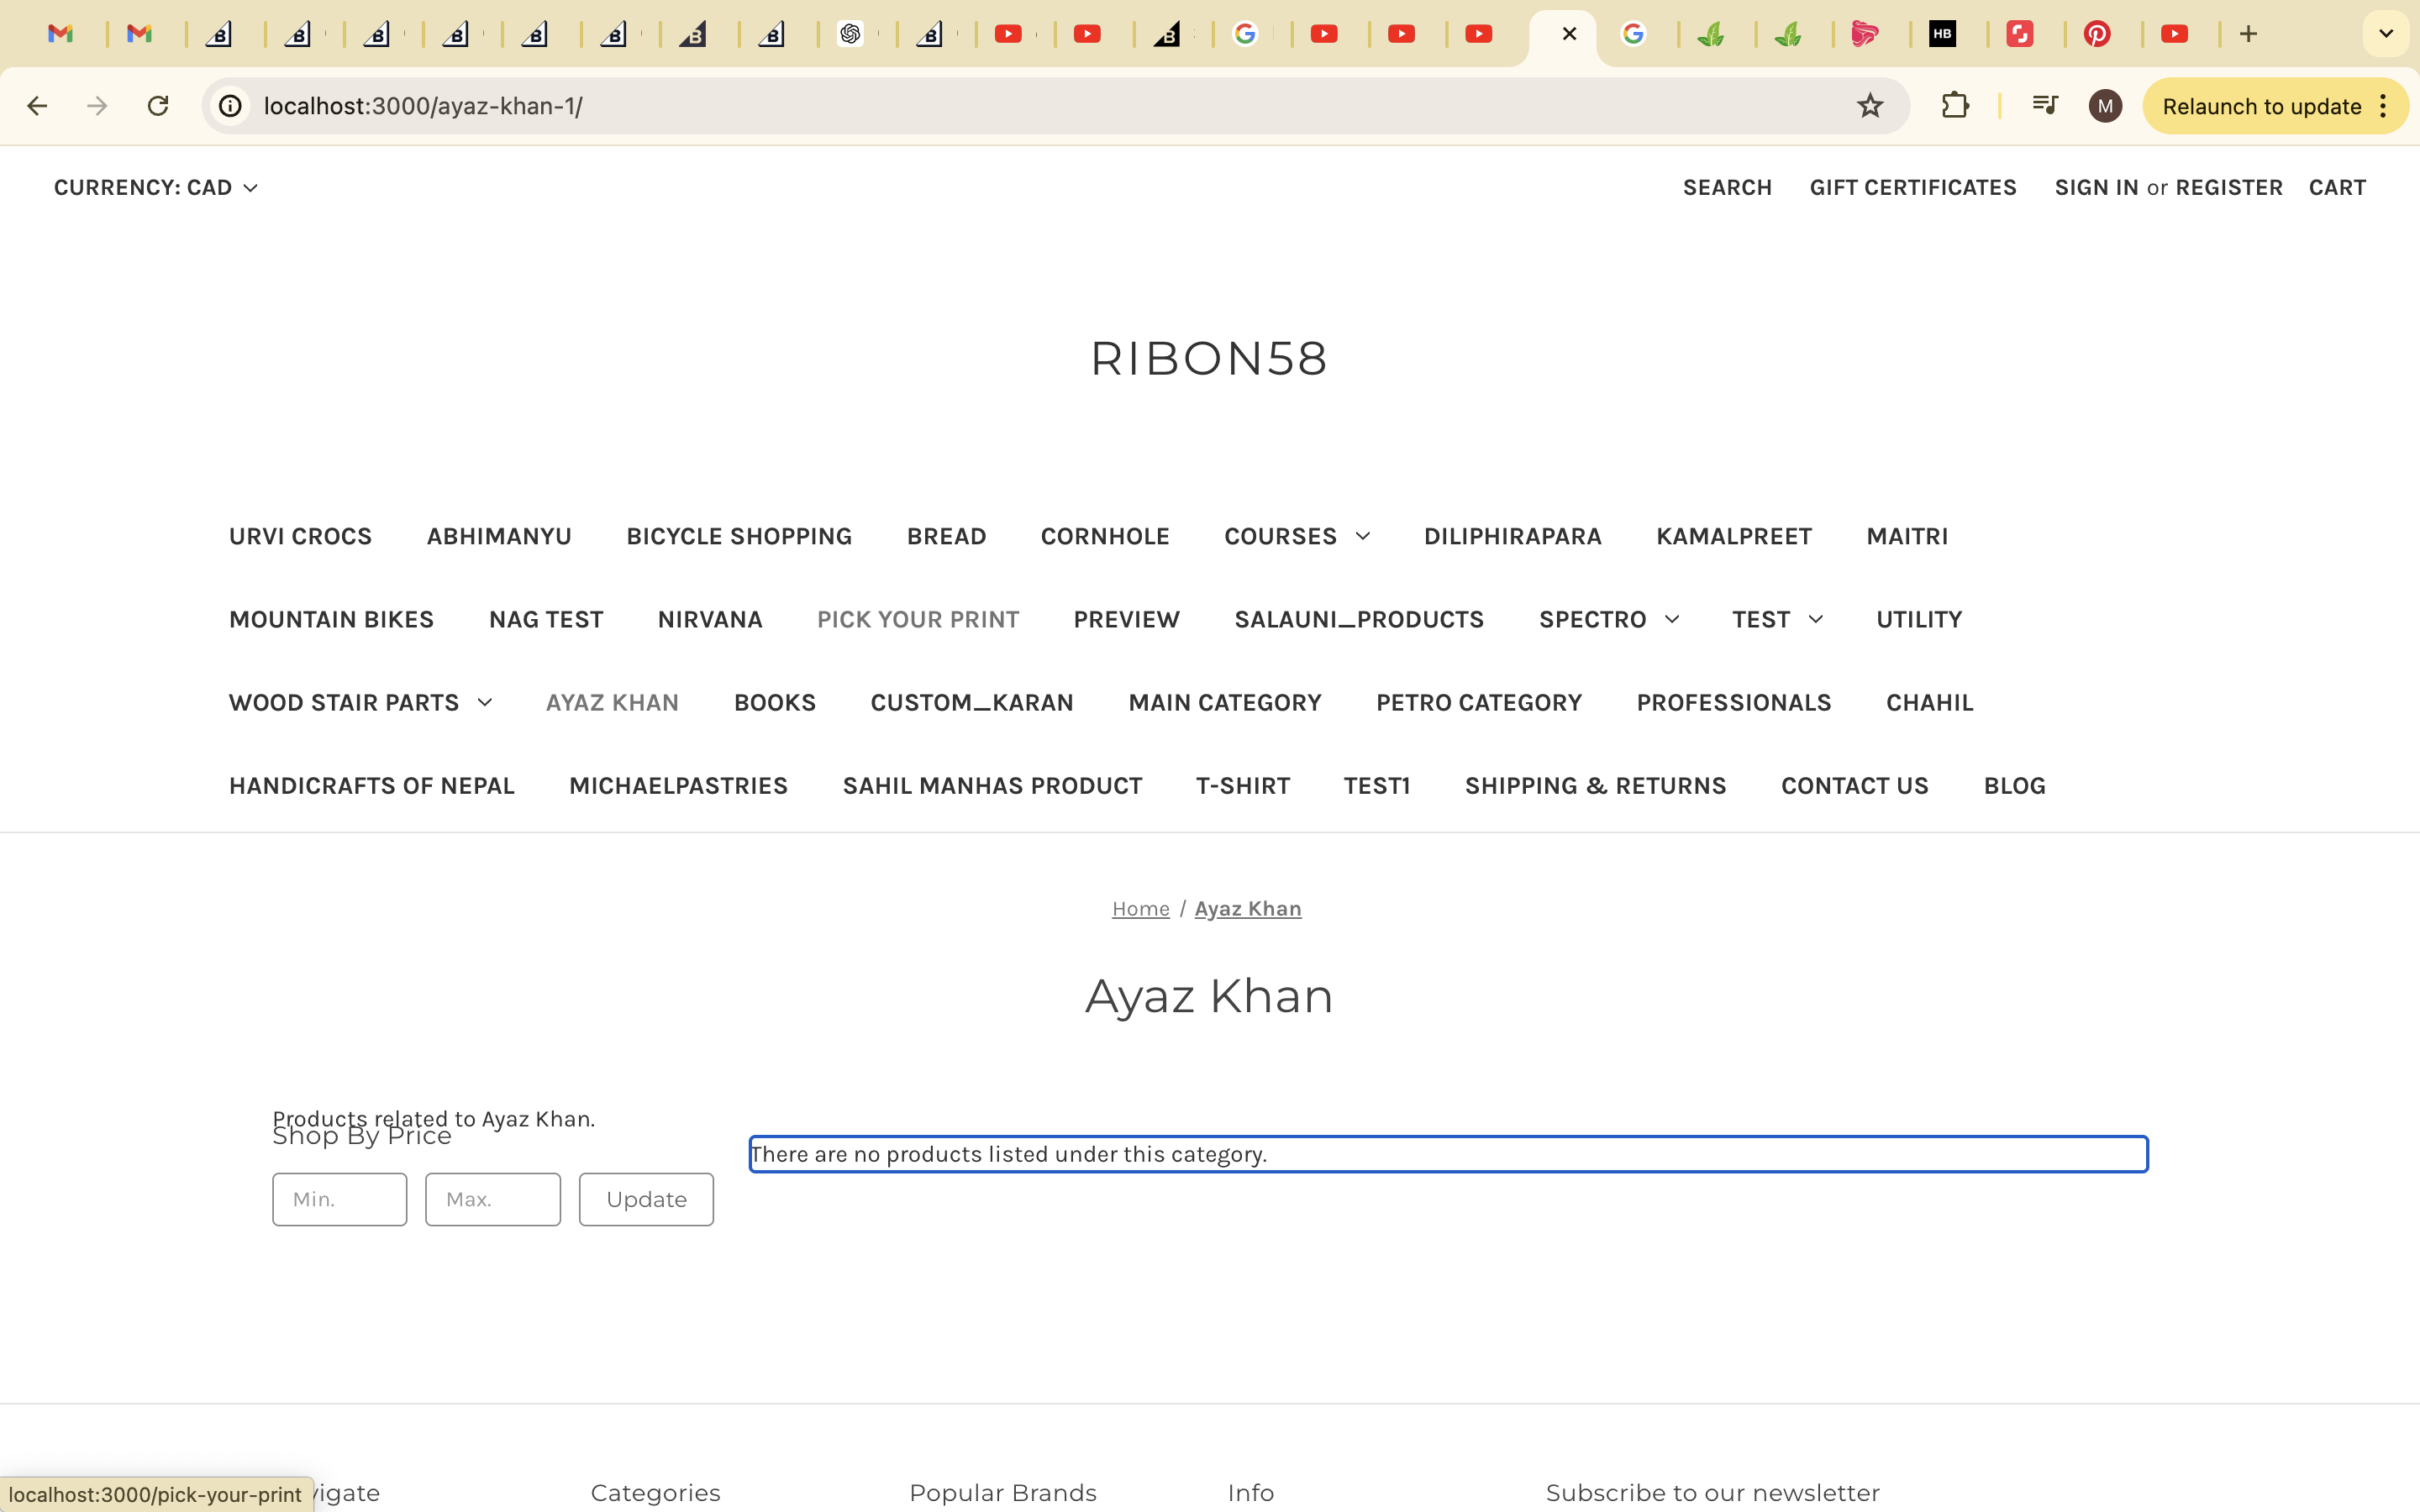 HB
localhost:3000/ayaz-khan-1/
M
Relaunch to update
CURRENCY: CAD
SEARCH GIFT CERTIFICATES SIGN IN or REGISTER CART
RIBON58
URVI CROCS ABHIMANYU BICYCLE SHOPPING BREAD CORNHOLE COURSES DILIPHIRAPARA KAMALPREET MAITRI
MOUNTAIN BIKES NAG TEST NIRVANA PICK YOUR PRINT PREVIEW SALAUNI_PRODUCTS SPECTRO TEST UTILITY
WOOD STAIR PARTS AYAZ KHAN BOOKS CUSTOM_KARAN MAIN CATEGORY PETRO CATEGORY PROFESSIONALS CHAHIL
HANDICRAFTS OF NEPAL MICHAELPASTRIES SAHIL MANHAS PRODUCT T-SHIRT TEST1 SHIPPING & RETURNS CONTACT US BLOG
Home / Ayaz Khan
Ayaz Khan
Products related to Ayaz Khan.
Shop By Price
There are no products listed under this category.
Min. Max. Update
vigate Categories Popular Brands Info Subscribe to our newsletter
localhost:3000/pick-your-print